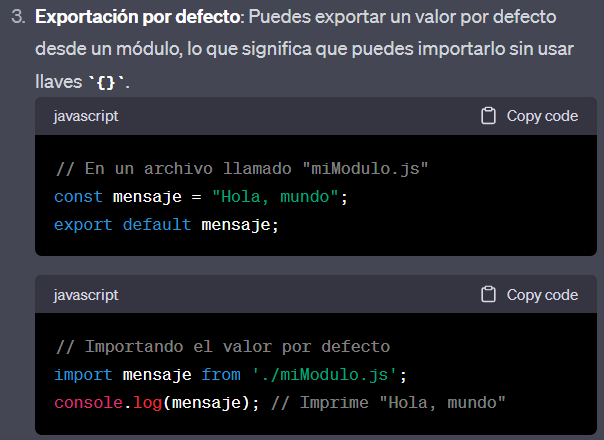 3. Exportación por defecto: Puedes exportar un valor por defecto
desde un módulo, lo que significa que puedes importarlo sin usar
llaves `{}`.
javascript Copy code
// En un archivo llamado "miModulo.js"
const mensaje = "Hola, mundo";
export default mensaje;
javascript Copy code
// Importando el valor por defecto
import mensaje from './miModulo.js';
console.log(mensaje); // Imprime "Hola, mundo"